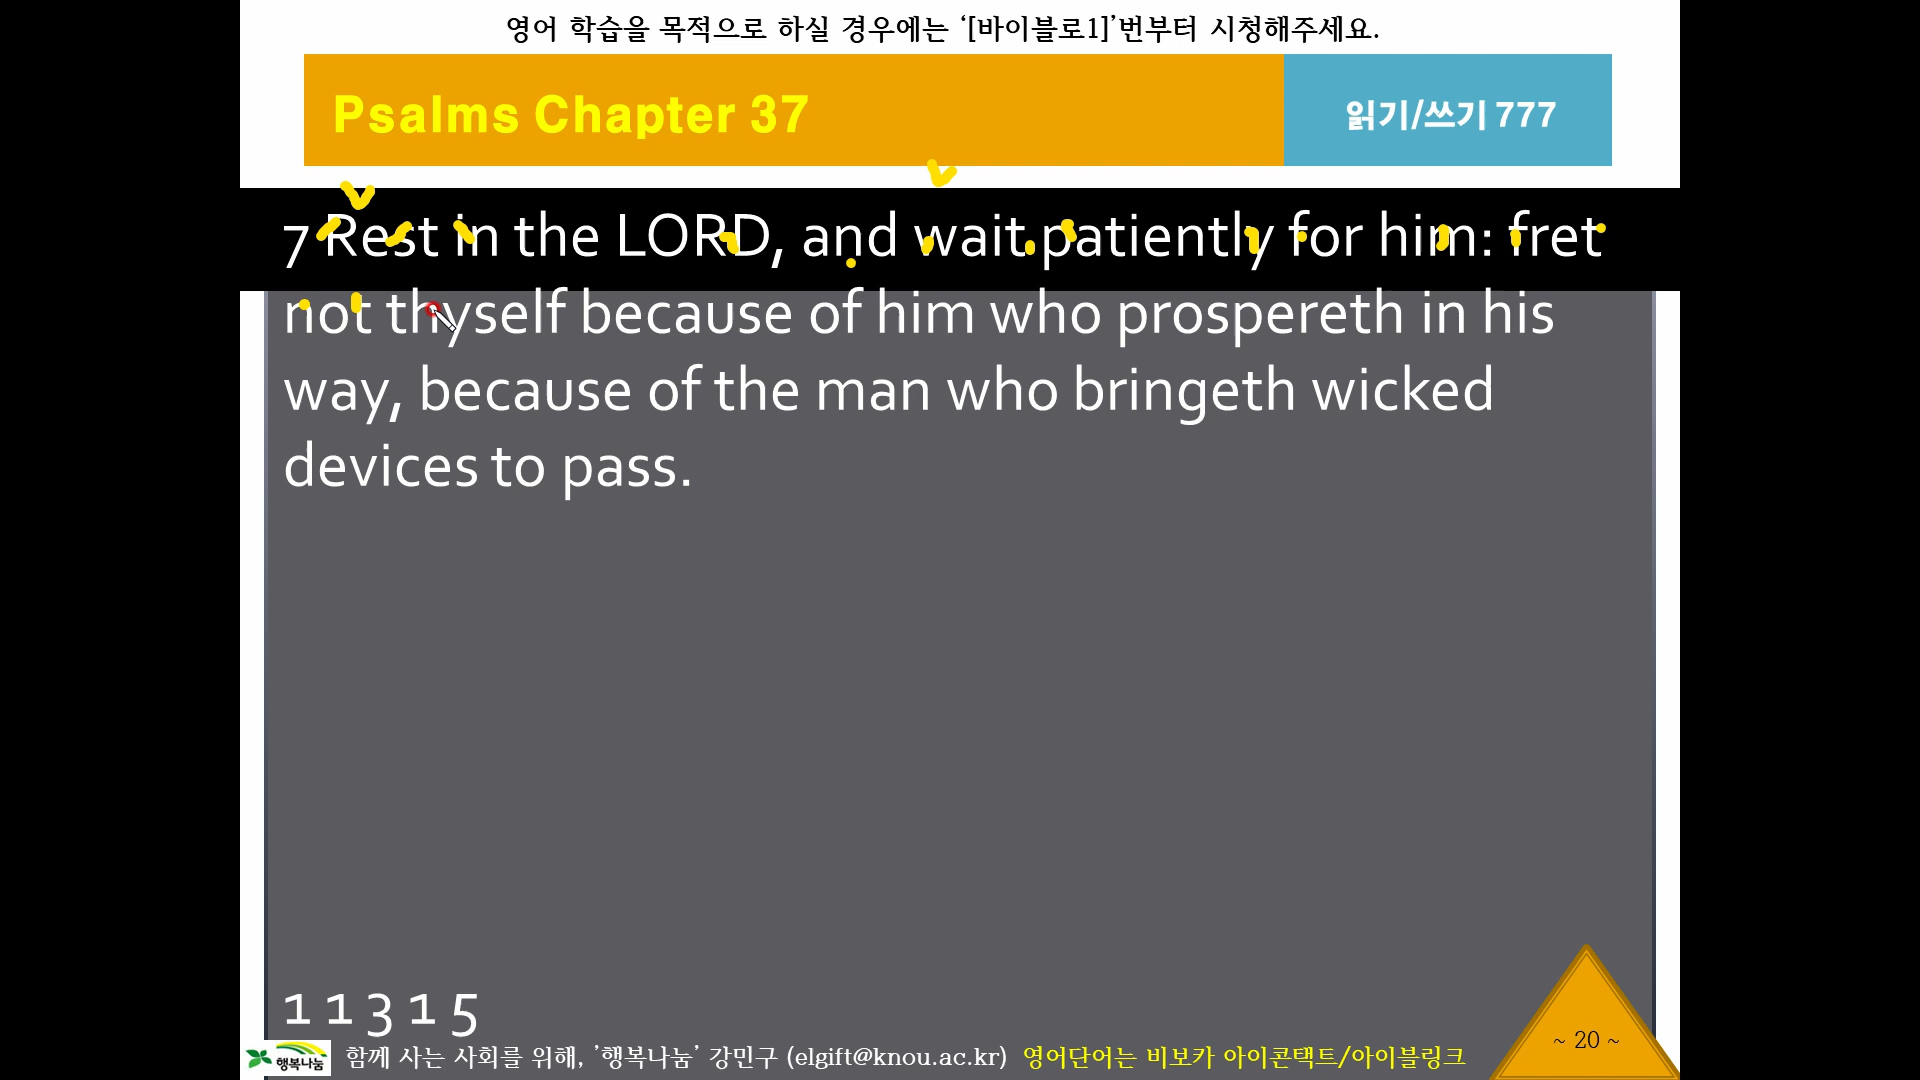 영어 학습을 목적으로 하실 경우에는 ‘[바이블로1]’번부터 시청해주세요.
Psalms Chapter 37
읽기/쓰기 777
7 Rest in the LORD, and wait patiently for him: fret
not thyself because of him who prospereth in his
way, because of the man who bringeth wicked
devices to pass.
1 1 3 1 5
~ 20 ~
행복나눔 함께 사는 사회를 위해, ’행복나눔’ 강민구 (elgift@knou.ac.kr) 영어단어는 비보카 아이콘택트/아이블링크